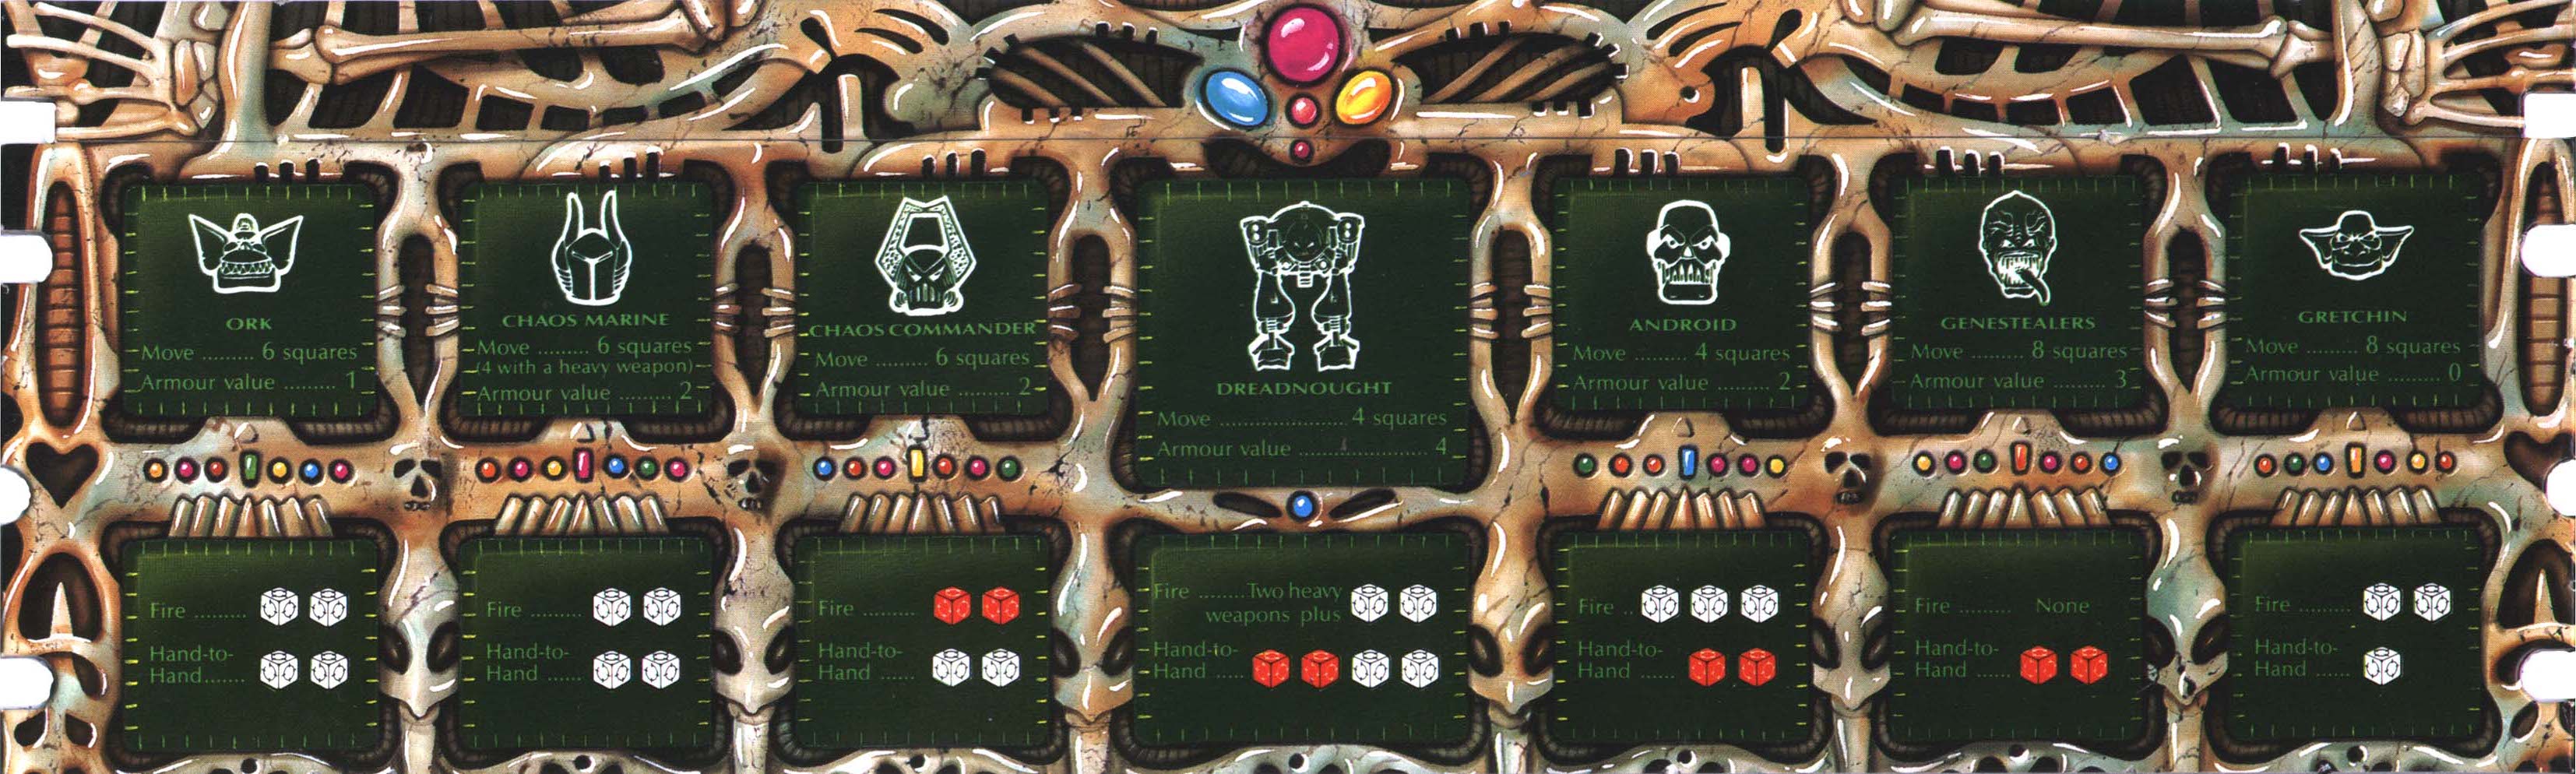 ORK
Move ......... 6 squares
Armour value ......... 1
CHAOS MARINE
Move ......... 6 squares
(4 with a heavy weapon)
Armour value ......... 2
CHAOS COMMANDER
Move ......... 6 squares
Armour value ......... 2
DREADNOUGHT
Move ....................... 4 squares
Armour value ....................... 4
ANDROID
Move ......... 4 squares
Armour value ......... 2
GENESTEALERS
Move ......... 8 squares
Armour value ......... 3
GRETCHIN
Move ......... 8 squares
Armour value ......... 0
Fire .........
Hand-to-
Hand.......
Fire .........
Hand-to-
Hand ......
Fire .........
Hand-to-
Hand ......
Fire ........Two heavy
weapons plus
Hand-to-
Hand .....
Fire ..
Hand-to-
Hand ......
Fire ......... None
Hand-to-
Hand ......
Fire .........
Hand-to-
Hand ......